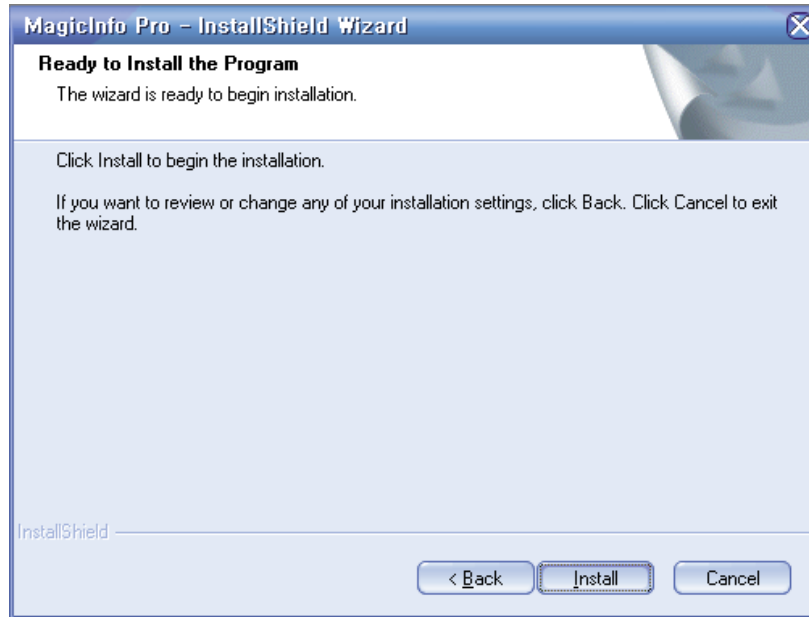 MagicInfo Pro - InstallShield Wizard
Ready to Install the Program
The wizard is ready to begin installation.
Click Install to begin the installation.
If you want to review or change any of your installation settings, click Back. Click Cancel to exit
the wizard.
InstallShield
< Back
Install
Cancel